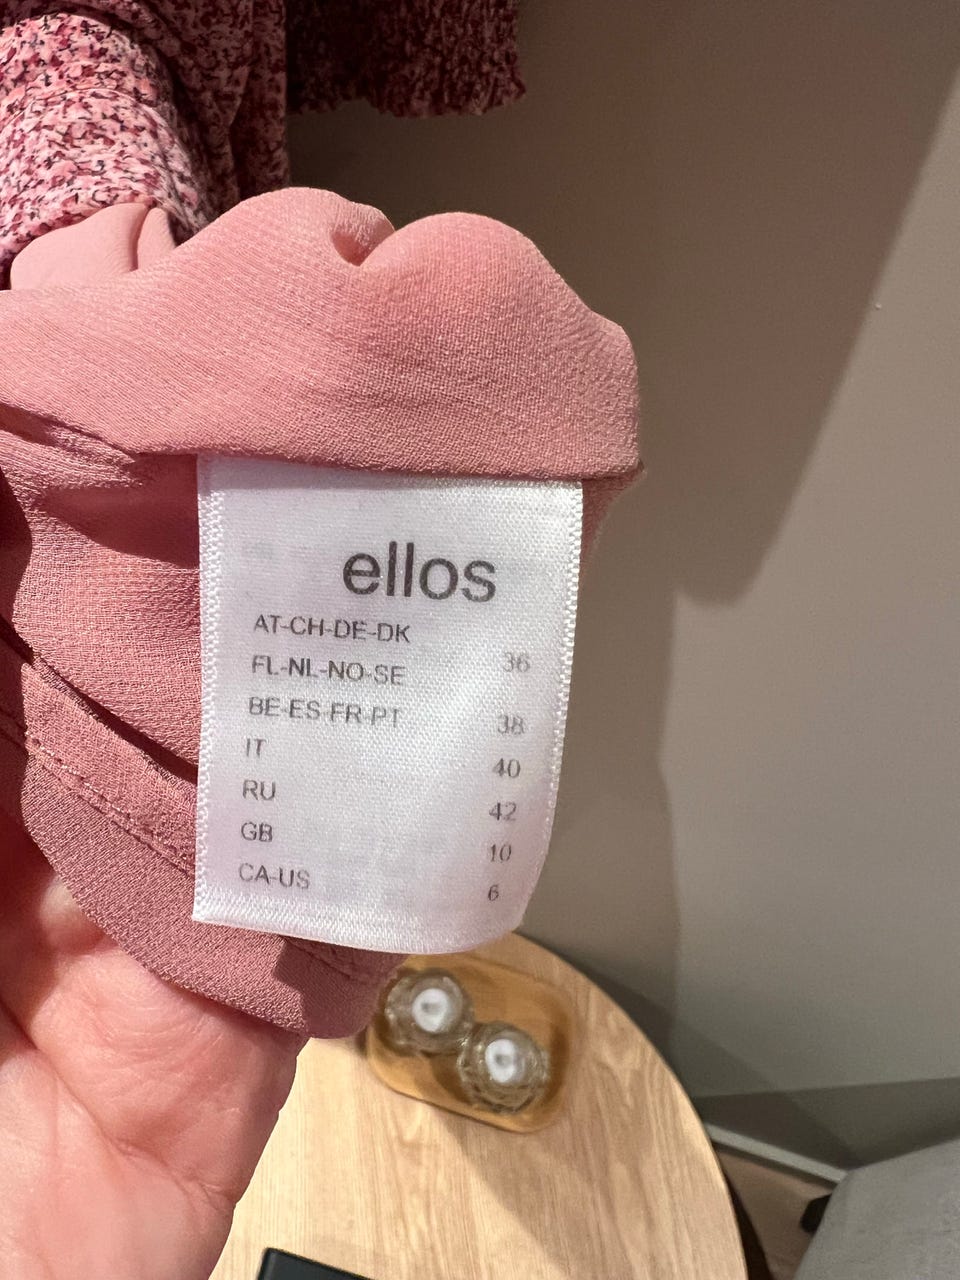 ellos
AT-CH-DE-DK
FL-NL-NO-SE 36
BE-ES-FR-PT 38
IT 40
RU 42
GB 10
CA-US 6